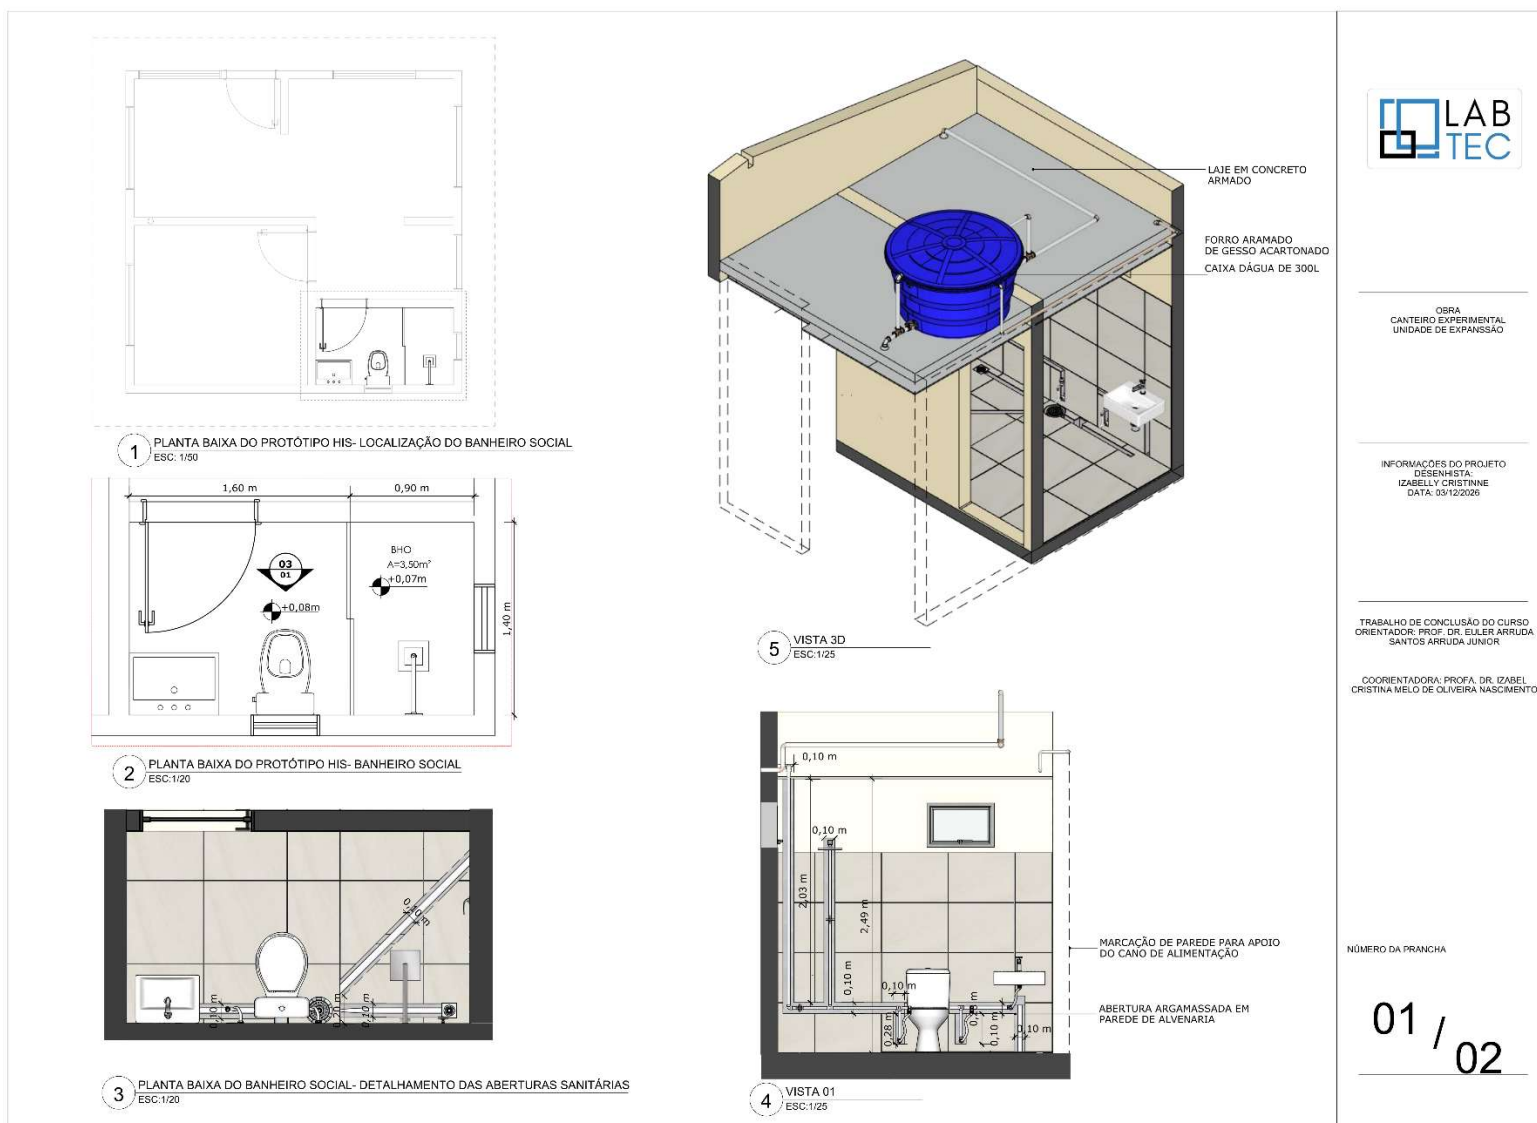 1
PLANTA BAIXA DO PROTÓTIPO HIS- LOCALIZAÇÃO DO BANHEIRO SOCIAL
ESC: 1/50
1,60 m
0,90 m
BHO
A=3,50m²
+0,07m
03
01
+0,08m
1,40 m
2
PLANTA BAIXA DO PROTÓTIPO HIS- BANHEIRO SOCIAL
ESC:1/20
0,10 m
0,10 m
0,20 m
0,10 m
3
PLANTA BAIXA DO BANHEIRO SOCIAL- DETALHAMENTO DAS ABERTURAS SANITÁRIAS
ESC:1/20
LAJE EM CONCRETO
ARMADO
FORRO ARAMADO
DE GESSO ACARTONADO
CAIXA DÁGUA DE 300L
5
VISTA 3D
ESC:1/25
0,10 m
0,10 m
2,03 m
2,49 m
0,10 m
0,10 m
0,28 m
0,10 m
0,10 m
MARCAÇÃO DE PAREDE PARA APOIO
DO CANO DE ALIMENTAÇÃO
ABERTURA ARGAMASSADA EM
PAREDE DE ALVENARIA
4
VISTA 01
ESC:1/25
LAB
TEC
OBRA
CANTEIRO EXPERIMENTAL
UNIDADE DE EXPANSSÃO
INFORMAÇÕES DO PROJETO
DESENHISTA:
IZABELLY CRISTINNE
DATA: 03/12/2026
TRABALHO DE CONCLUSÃO DO CURSO
ORIENTADOR: PROF. DR. EULER ARRUDA
SANTOS ARRUDA JUNIOR
COORIENTADORA: PROFA. DR. IZABEL
CRISTINA MELO DE OLIVEIRA NASCIMENTO
NÚMERO DA PRANCHA
01 / 02